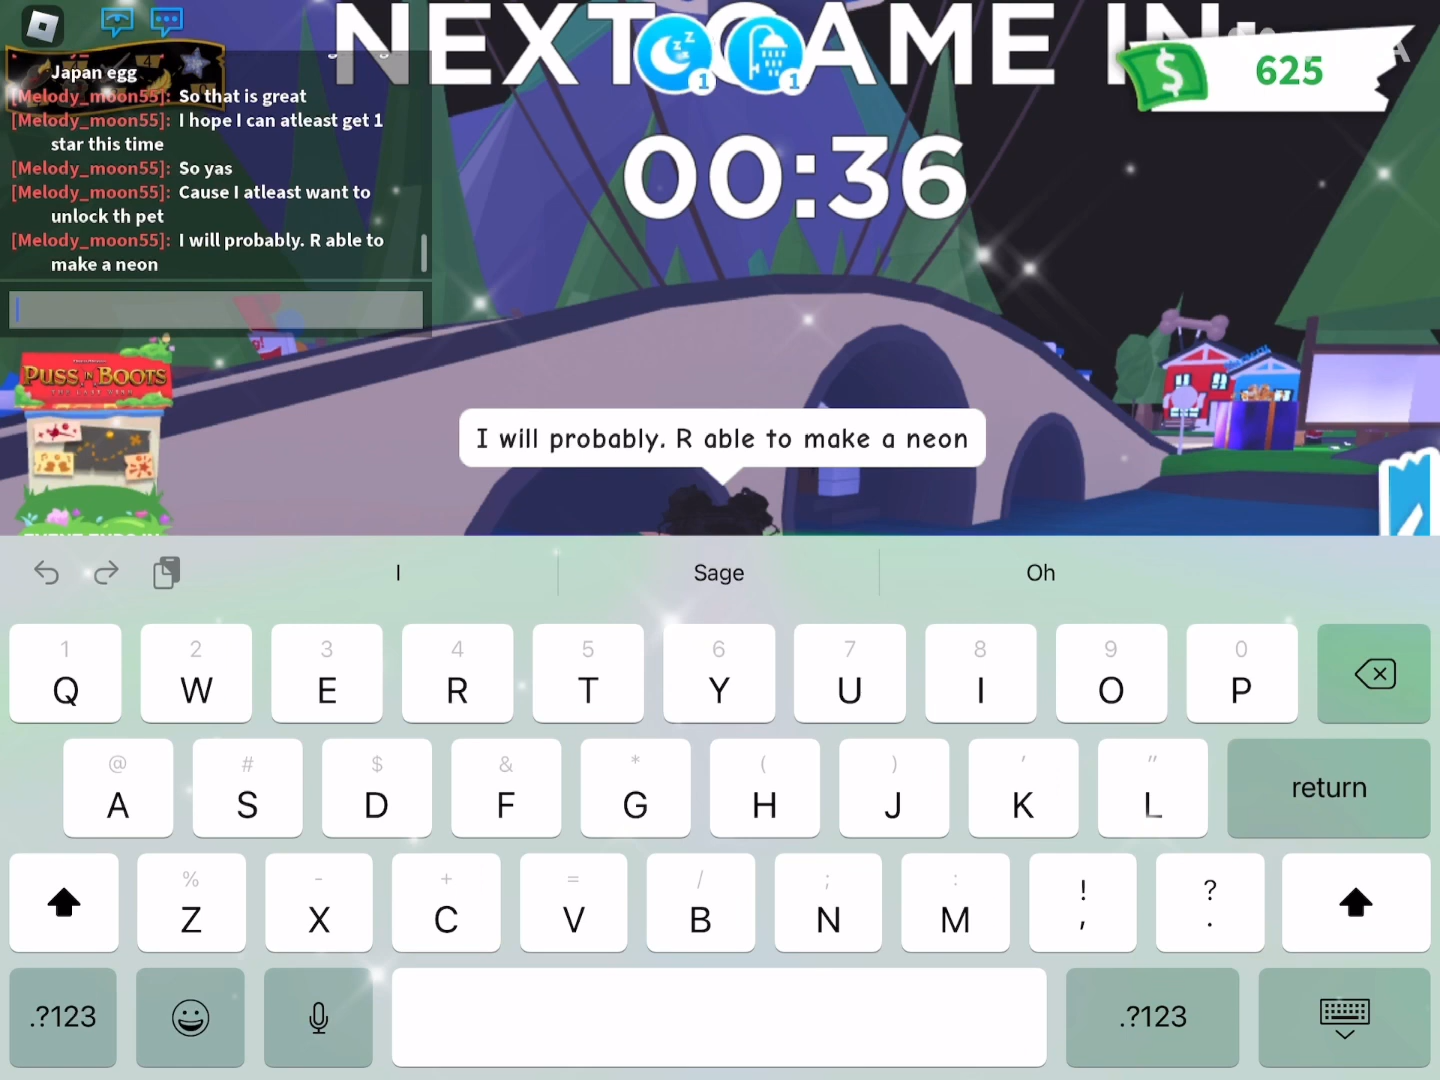 NEXT GAME IN:
1
1
625
00:36
Japan egg
[Melody_moon55]: So that is great
[Melody_moon55]: I hope I can atleast get 1
star this time
[Melody_moon55]: So yas
[Melody_moon55]: Cause I atleast want to
unlock th pet
[Melody_moon55]: I will probably. R able to
make a neon
PUSS IN BOOTS
I will probably. R able to make a neon
I Sage Oh
1 2 3 4 5 6 7 8 9 0
Q W E R T Y U I O P
@ # $ & * ( ) ' "
A S D F G H J K L return
% - + = / ; : ! ?
Z X C V B N M , .
.?123 .?123